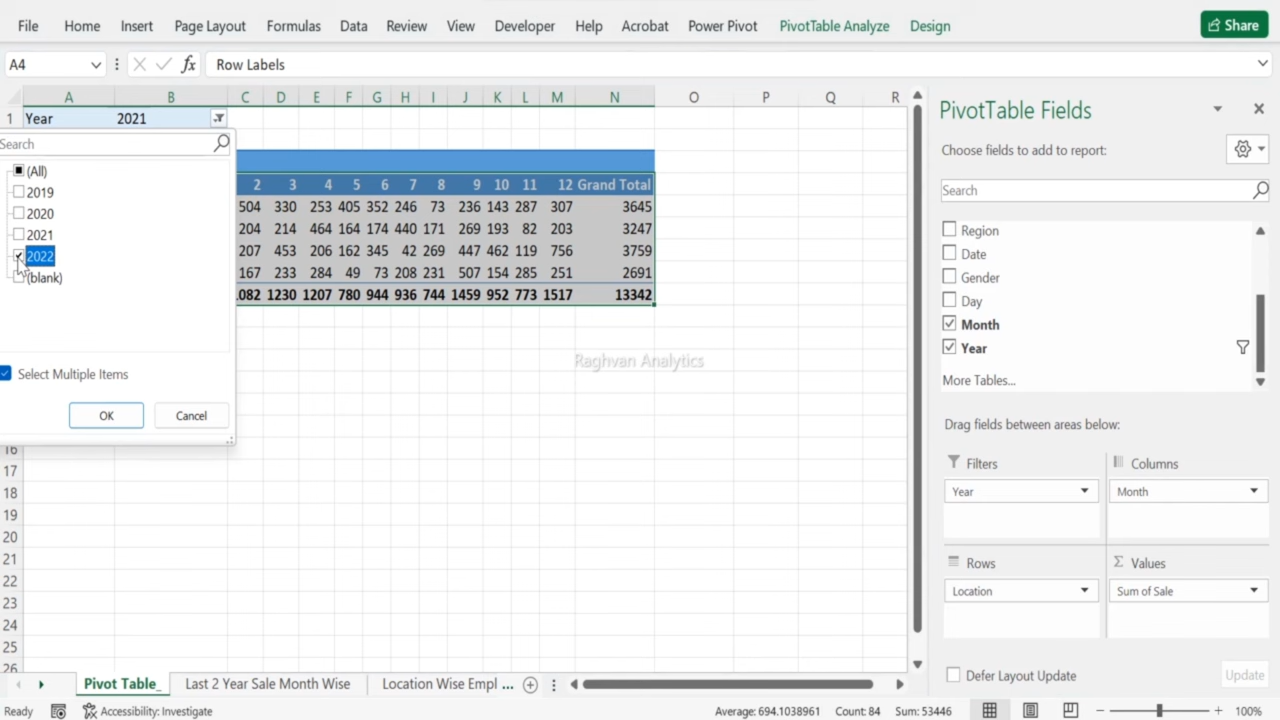 File Home Insert Page Layout Formulas Data Review View Developer Help Acrobat Power Pivot PivotTable Analyze Design Share
A4 fx Row Labels
A B C D E F G H I J K L M N O P Q R
1 Year 2021
Search
(All)
2019
2020
2021
2022
(blank)
Select Multiple Items
OK Cancel
2 3 4 5 6 7 8 9 10 11 12 Grand Total
504 330 253 405 352 246 73 236 143 287 307 3645
204 214 464 164 174 440 171 269 193 82 203 3247
207 453 206 162 345 42 269 447 462 119 756 3759
167 233 284 49 73 208 231 507 154 285 251 2691
1230 1207 780 944 936 744 1459 952 773 1517 13342
Raghvan Analytics
16
17
18
19
20
21
22
23
24
25
26
PivotTable Fields
Choose fields to add to report:
Search
Region
Date
Gender
Day
Month
Year
More Tables...
Drag fields between areas below:
Filters Columns
Year Month
Rows Σ Values
Location Sum of Sale
Defer Layout Update Update
Pivot Table_ Last 2 Year Sale Month Wise Location Wise Empl ...
Ready Accessibility: Investigate Average: 694.1038961 Count: 84 Sum: 53446 100%